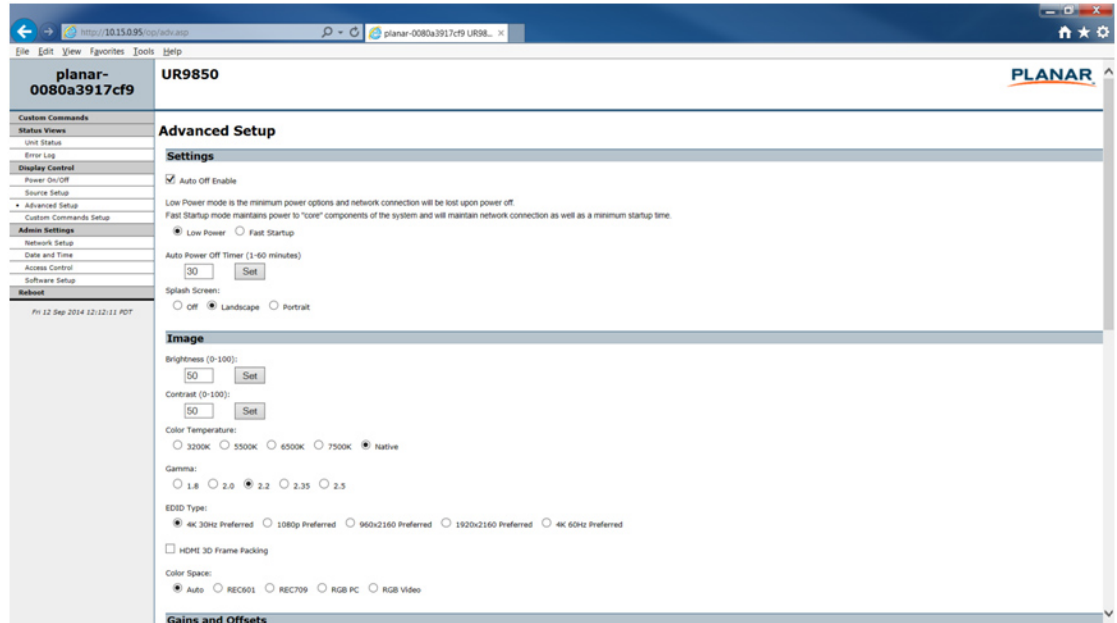 http://10.15.0.95/op/adv.asp
planar-0080a3917cf9 UR98...
File Edit View Favorites Tools Help
planar-
0080a3917cf9
UR9850
PLANAR
Custom Commands
Status Views
Unit Status
Error Log
Display Control
Power On/Off
Source Setup
Advanced Setup
Custom Commands Setup
Admin Settings
Network Setup
Date and Time
Access Control
Software Setup
Reboot
Fri 12 Sep 2014 12:12:11 PDT
Advanced Setup
Settings
Auto Off Enable
Low Power mode is the minimum power options and network connection will be lost upon power off.
Fast Startup mode maintains power to "core" components of the system and will maintain network connection as well as a minimum startup time.
Low Power Fast Startup
Auto Power Off Timer (1-60 minutes)
30 Set
Splash Screen:
Off Landscape Portrait
Image
Brightness (0-100):
50 Set
Contrast (0-100):
50 Set
Color Temperature:
3200K 5500K 6500K 7500K Native
Gamma:
1.8 2.0 2.2 2.35 2.5
EDID Type:
4K 30Hz Preferred 1080p Preferred 960x2160 Preferred 1920x2160 Preferred 4K 60Hz Preferred
HDMI 3D Frame Packing
Color Space:
Auto REC601 REC709 RGB PC RGB Video
Gains and Offsets